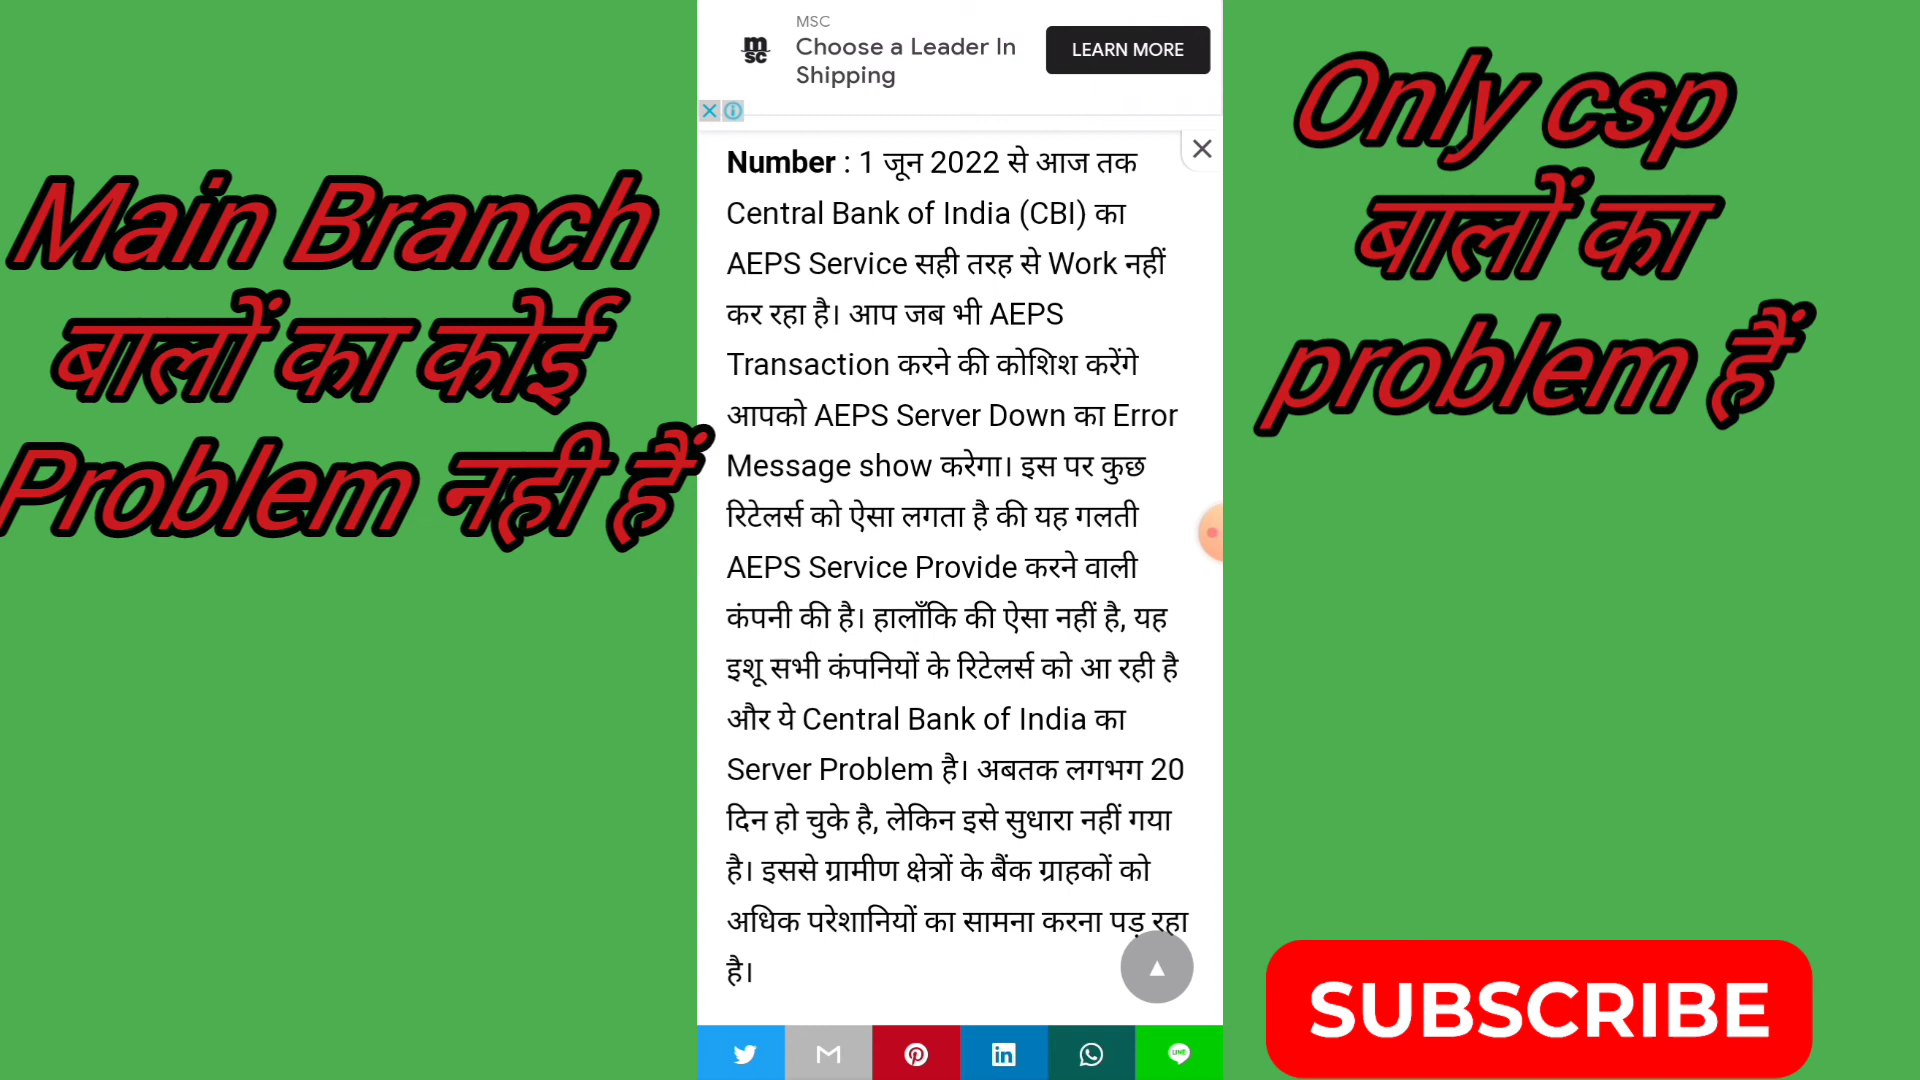 MSC
Choose a Leader In
Shipping
LEARN MORE
msc
Main Branch
बालों का कोई
Problem नही हैं
Number : 1 जून 2022 से आज तक
Central Bank of India (CBI) का
AEPS Service सही तरह से Work नहीं
कर रहा है। आप जब भी AEPS
Transaction करने की कोशिश करेंगे
आपको AEPS Server Down का Error
Message show करेगा। इस पर कुछ
रिटेलर्स को ऐसा लगता है की यह गलती
AEPS Service Provide करने वाली
कंपनी की है। हालाँकि की ऐसा नहीं है, यह
इशू सभी कंपनियों के रिटेलर्स को आ रही है
और ये Central Bank of India का
Server Problem है। अबतक लगभग 20
दिन हो चुके है, लेकिन इसे सुधारा नहीं गया
है। इससे ग्रामीण क्षेत्रों के बैंक ग्राहकों को
अधिक परेशानियों का सामना करना पड़ रहा
है।
Only csp
बालों का
problem हैं
SUBSCRIBE
in
LINE